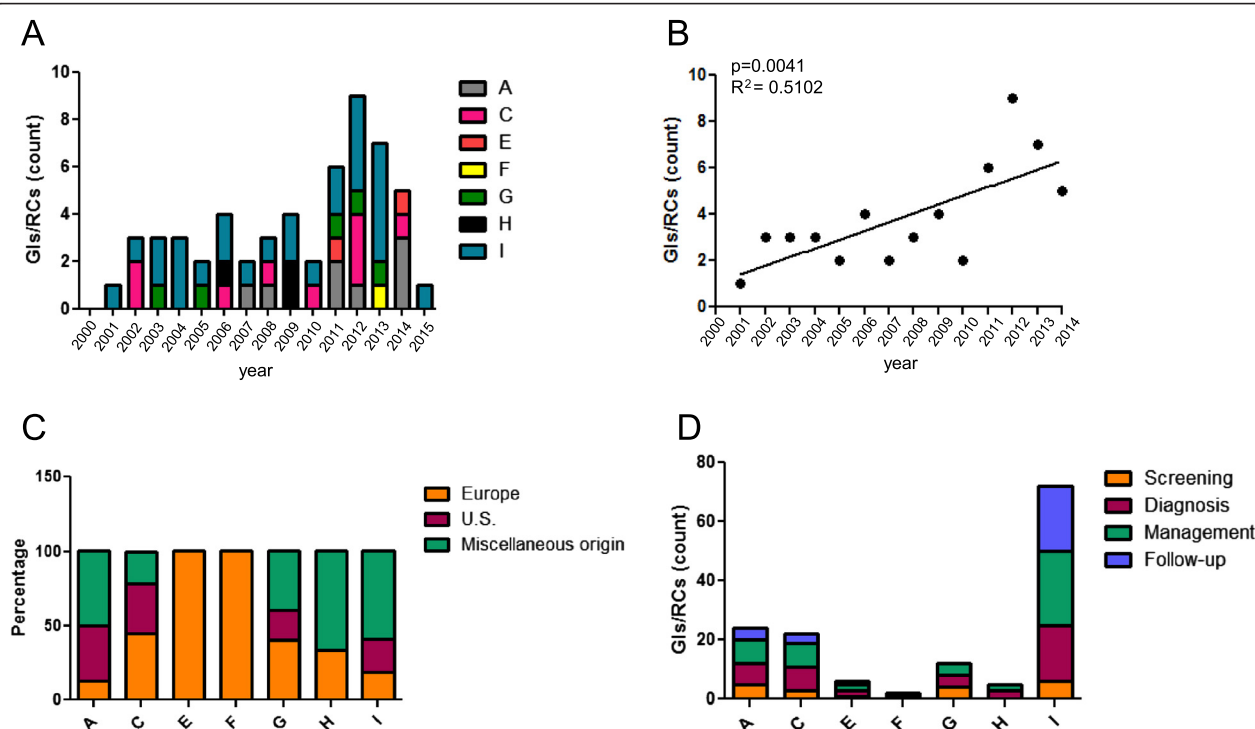 A
GIs/RCs (count)
10
8
6
4
2
0
2000 2001 2002 2003 2004 2005 2006 2007 2008 2009 2010 2011 2012 2013 2014 2015
year
A
C
E
F
G
H
I
B
p=0.0041
R² = 0.5102
GIs/RCs (count)
10
8
6
4
2
0
2000 2001 2002 2003 2004 2005 2006 2007 2008 2009 2010 2011 2012 2013 2014
year
C
Percentage
150
100
50
0
A C E F G H I
Europe
U.S.
Miscellaneous origin
D
GIs/RCs (count)
80
60
40
20
0
A C E F G H I
Screening
Diagnosis
Management
Follow-up